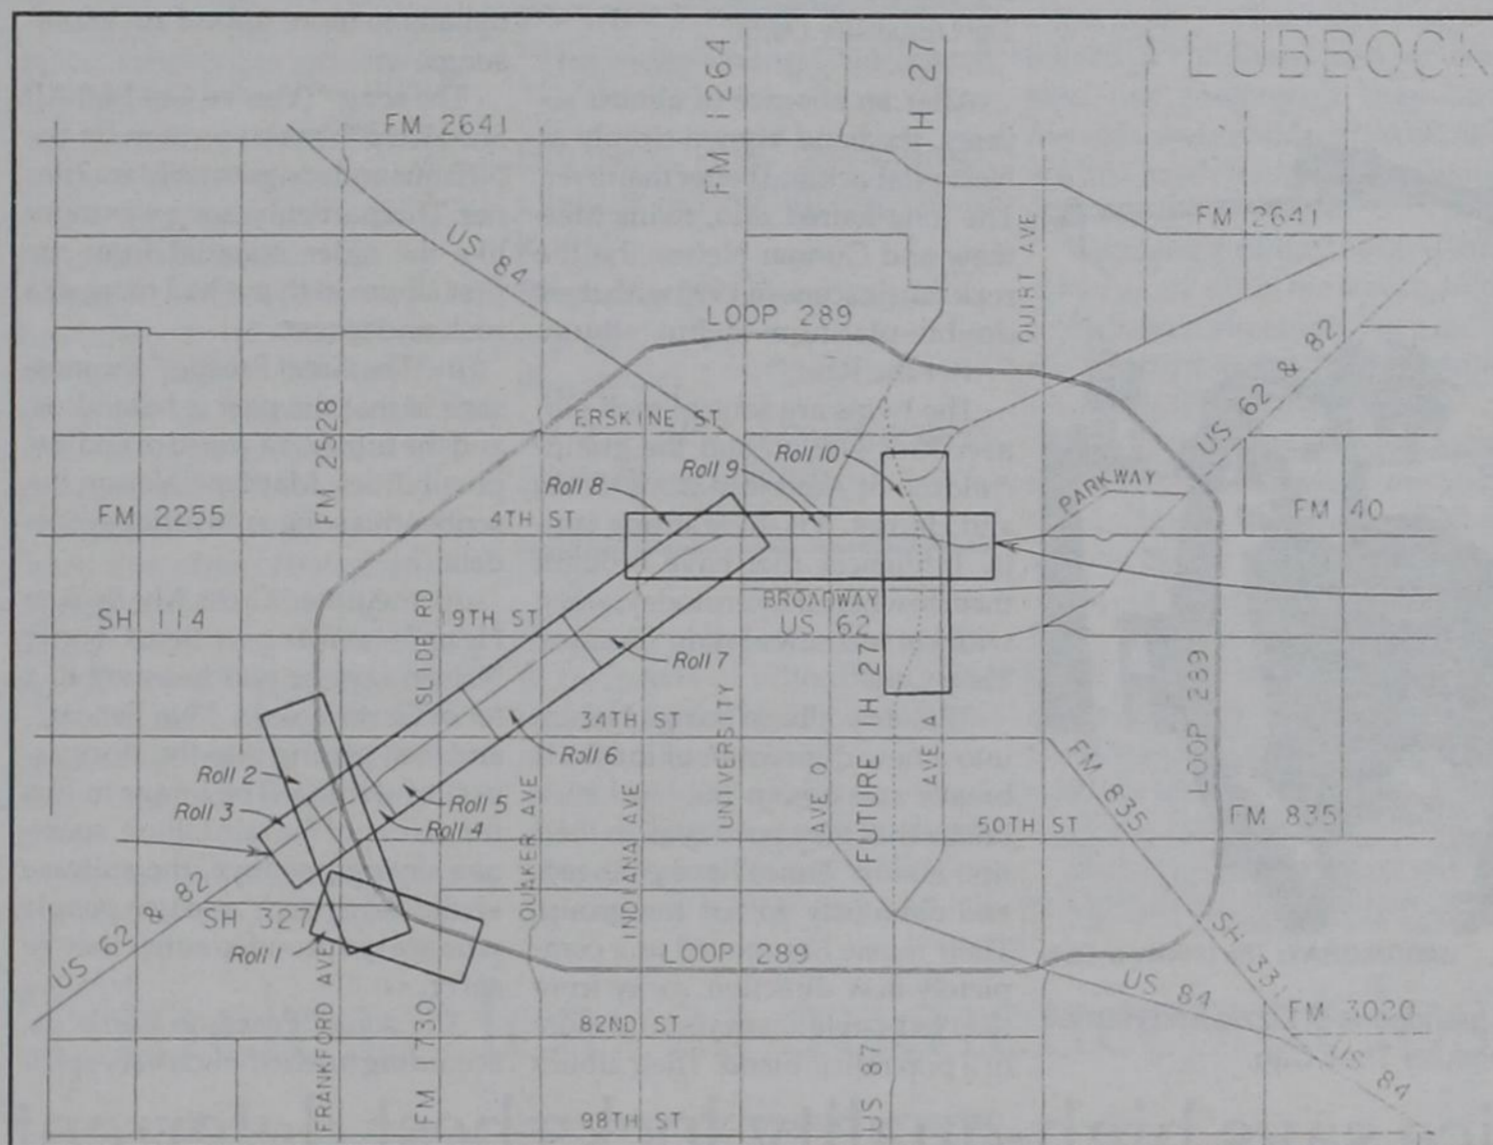 LUBBOCK
FM 2641
FM 1264
IH 27
US 84
QUIRT AVE
FM 2641
LOOP 289
US 62 & 82
ERSKINE ST
FM 2528
Roll 9
Roll 10
Roll 8
PARKWAY
FM 2255
4TH ST
FM 40
BROADWAY
SH 114
SLIDE RD
19TH ST
US 62
Roll 7
LOOP 289
34TH ST
Roll 6
UNIVERSITY
AVE Q
FUTURE IH 27
AVE A
FM 835
Roll 2
Roll 3
Roll 5
Roll 4
QUAKER AVE
INDIANA AVE
50TH ST
FM 835
US 62 & 82
SH 327
Roll 1
FRANKFORD AVE
LOOP 289
SH 331
US 84
FM 3020
FM 1730
82ND ST
US 87
US 84
98TH ST